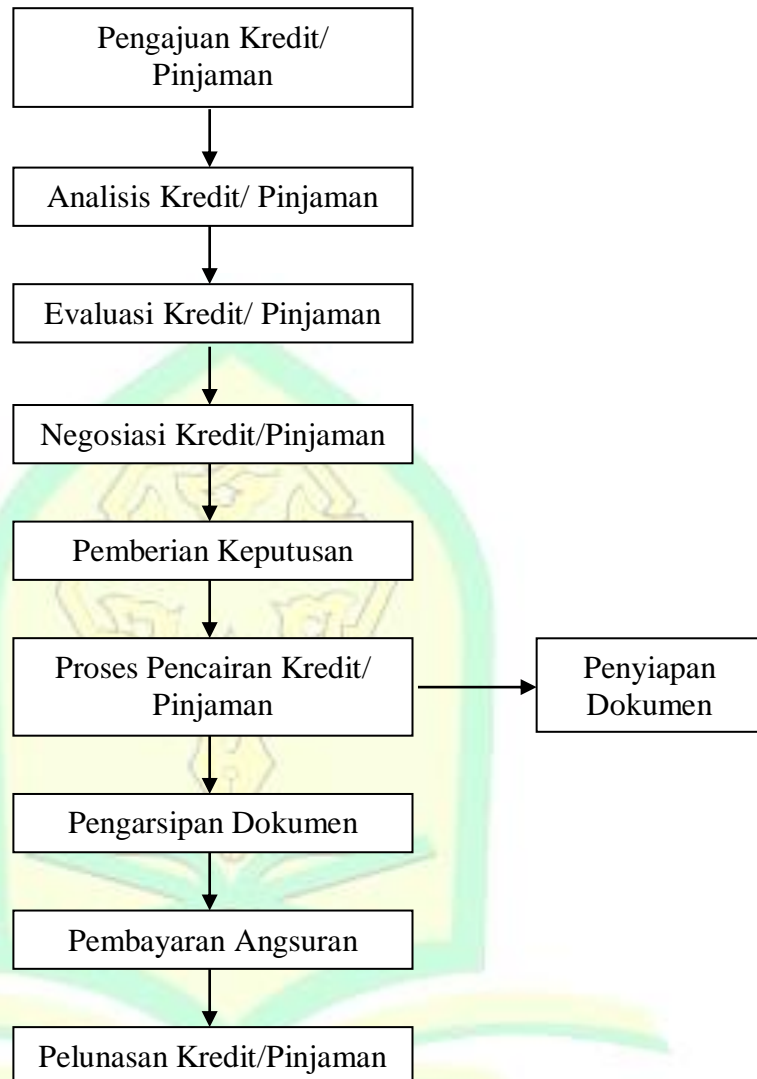 Pengajuan Kredit/
Pinjaman
Analisis Kredit/ Pinjaman
Evaluasi Kredit/ Pinjaman
Negosiasi Kredit/Pinjaman
Pemberian Keputusan
Proses Pencairan Kredit/
Pinjaman
Penyiapan
Dokumen
Pengarsipan Dokumen
Pembayaran Angsuran
Pelunasan Kredit/Pinjaman